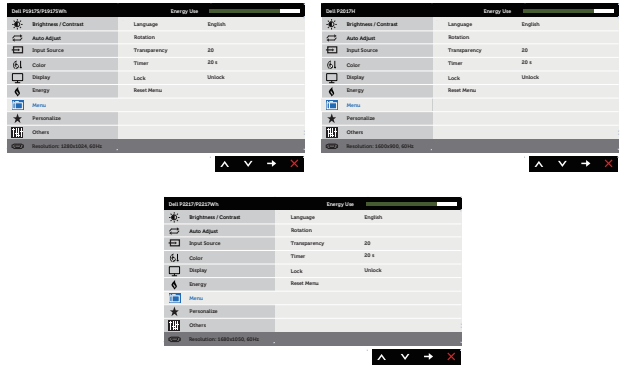 Dell P1917S/P1917SWh Energy Use
Brightness / Contrast Language English
Auto Adjust Rotation
Input Source Transparency 20
Color Timer 20 s
Display Lock Unlock
Energy Reset Menu
Menu
Personalize
Others
Resolution: 1280x1024, 60Hz
Dell P2017H Energy Use
Brightness / Contrast Language English
Auto Adjust Rotation
Input Source Transparency 20
Color Timer 20 s
Display Lock Unlock
Energy Reset Menu
Menu
Personalize
Others
Resolution: 1600x900, 60Hz
Dell P2217/P2217Wh Energy Use
Brightness / Contrast Language English
Auto Adjust Rotation
Input Source Transparency 20
Color Timer 20 s
Display Lock Unlock
Energy Reset Menu
Menu
Personalize
Others
Resolution: 1680x1050, 60Hz